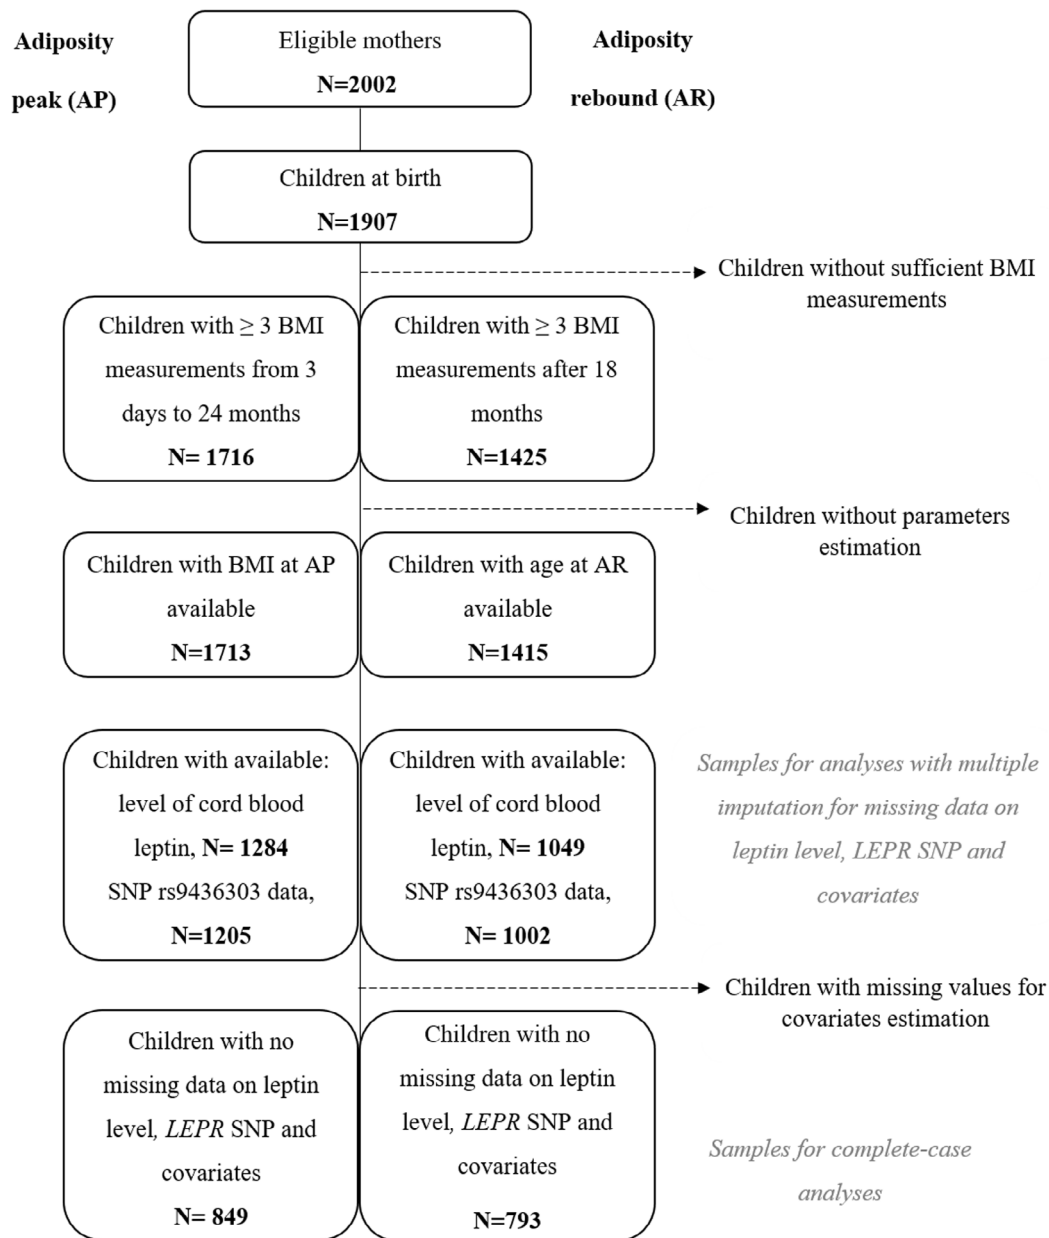 Adiposity
peak (AP)
Eligible mothers
N=2002
Adiposity
rebound (AR)
Children at birth
N=1907
Children without sufficient BMI
measurements
Children with ≥ 3 BMI
measurements from 3
days to 24 months
N= 1716
Children with ≥ 3 BMI
measurements after 18
months
N=1425
Children without parameters
estimation
Children with BMI at AP
available
N=1713
Children with age at AR
available
N=1415
Children with available:
level of cord blood
leptin, N= 1284
SNP rs9436303 data,
N=1205
Children with available:
level of cord blood
leptin, N= 1049
SNP rs9436303 data,
N= 1002
Samples for analyses with multiple
imputation for missing data on
leptin level, LEPR SNP and
covariates
Children with missing values for
covariates estimation
Children with no
missing data on leptin
level, LEPR SNP and
covariates
N= 849
Children with no
missing data on leptin
level, LEPR SNP and
covariates
N=793
Samples for complete-case
analyses